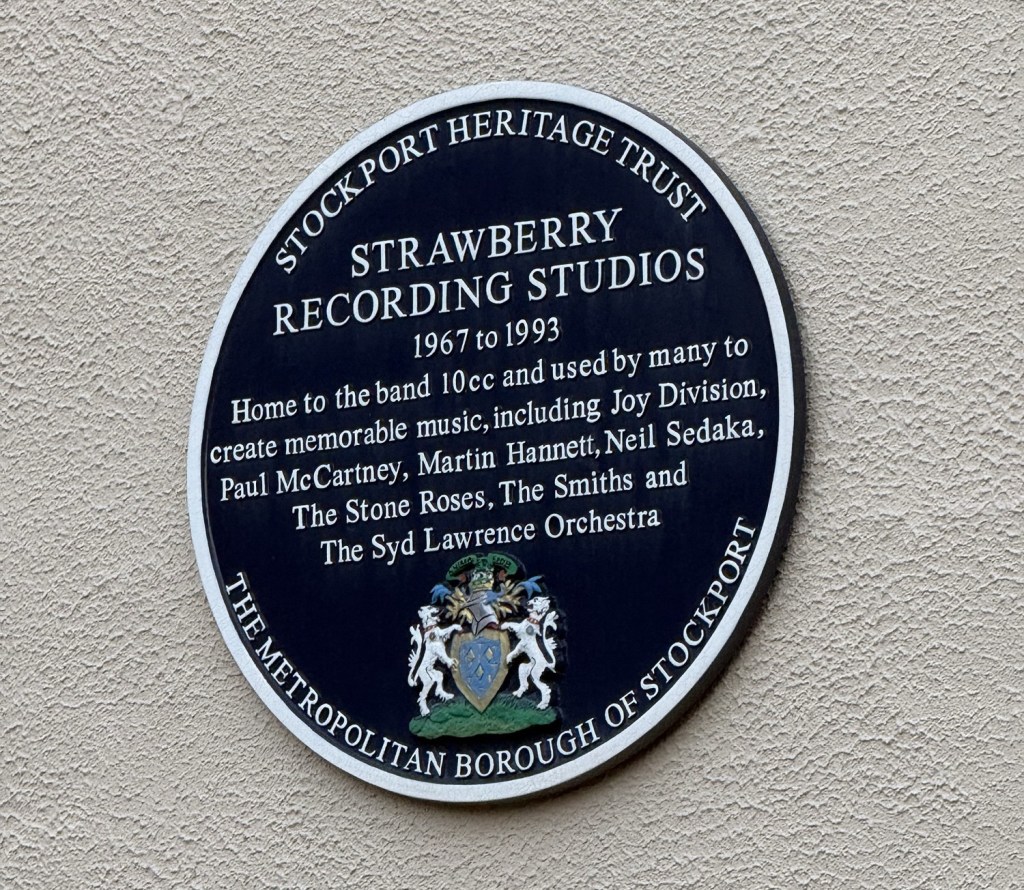 STOCKPORT HERITAGE TRUST
STRAWBERRY
RECORDING STUDIOS
1967 to 1993
Home to the band 10cc and used by many to
create memorable music, including Joy Division,
Paul McCartney, Martin Hannett, Neil Sedaka,
The Stone Roses, The Smiths and
The Syd Lawrence Orchestra
THE METROPOLITAN BOROUGH OF STOCKPORT